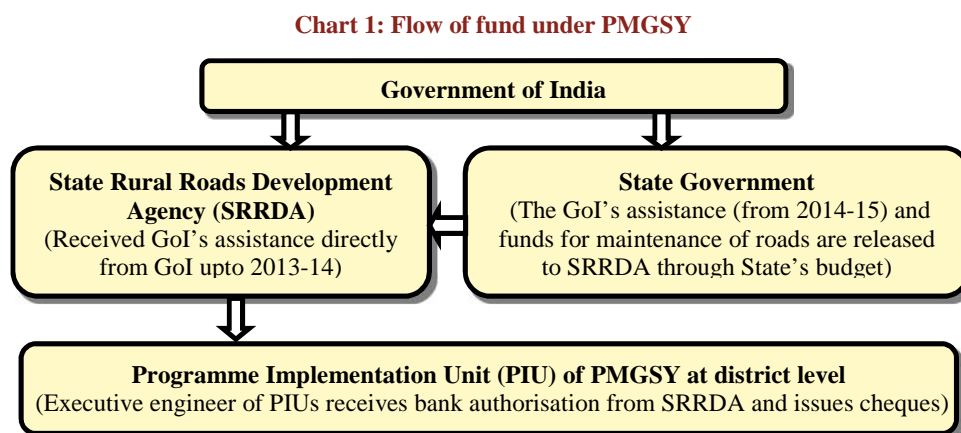 Chart 1: Flow of fund under PMGSY
Government of India
State Rural Roads Development
Agency (SRRDA)
(Received GoI's assistance directly
from GoI upto 2013-14)
State Government
(The GoI's assistance (from 2014-15) and
funds for maintenance of roads are released
to SRRDA through State's budget)
Programme Implementation Unit (PIU) of PMGSY at district level
(Executive engineer of PIUs receives bank authorisation from SRRDA and issues cheques)